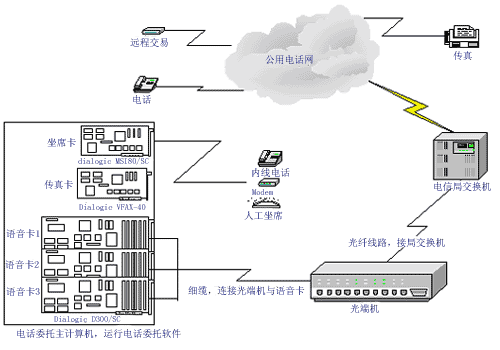 远程交易
公用电话网
传真
电话
坐席卡
dialogic MSI80/SC
内线电话
传真卡
Modem
Dialogic VFAX-40
人工坐席
电信局交换机
语音卡1
光纤线路，接局交换机
语音卡2
语音卡3
细缆，连接光端机与语音卡
光端机
Dialogic D300/SC
电话委托主计算机，运行电话委托软件